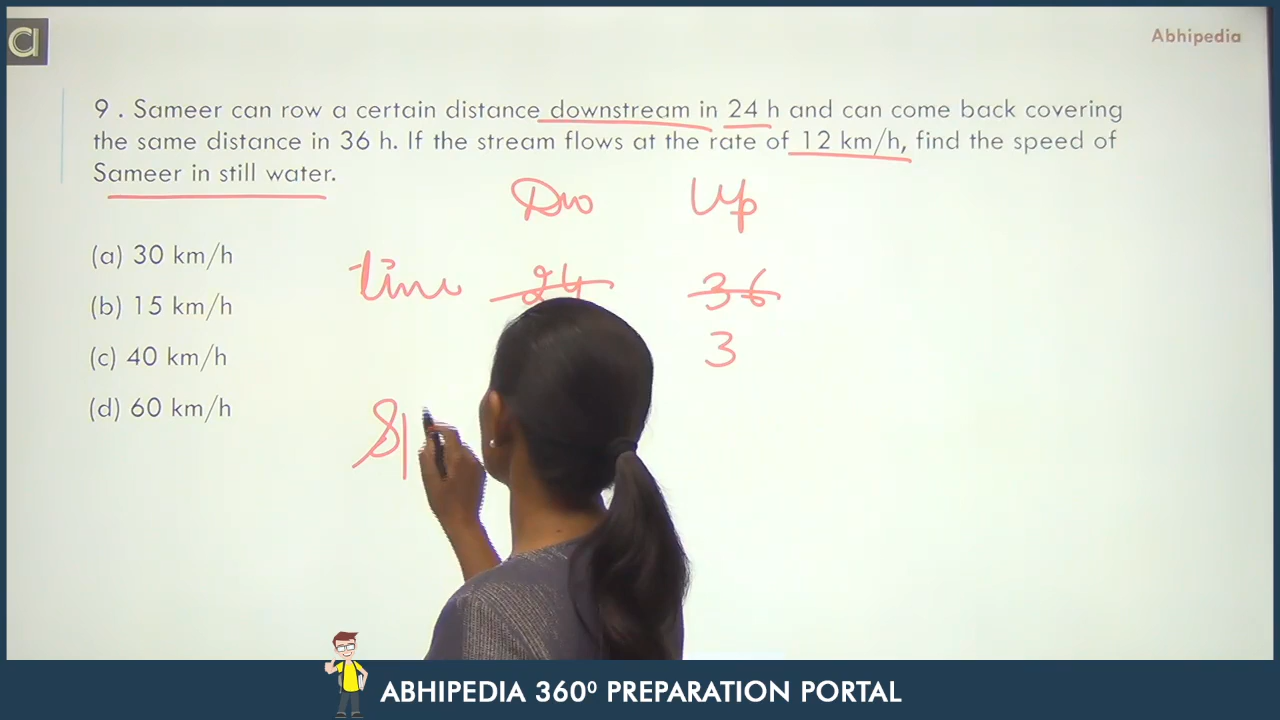 a
Abhipedia
9 . Sameer can row a certain distance downstream in 24 h and can come back covering
the same distance in 36 h. If the stream flows at the rate of 12 km/h, find the speed of
Sameer in still water.
Up
(a) 30 km/h
time 24 36
(b) 15 km/h
3
(c) 40 km/h
(d) 60 km/h
ABHIPEDIA 360⁰ PREPARATION PORTAL